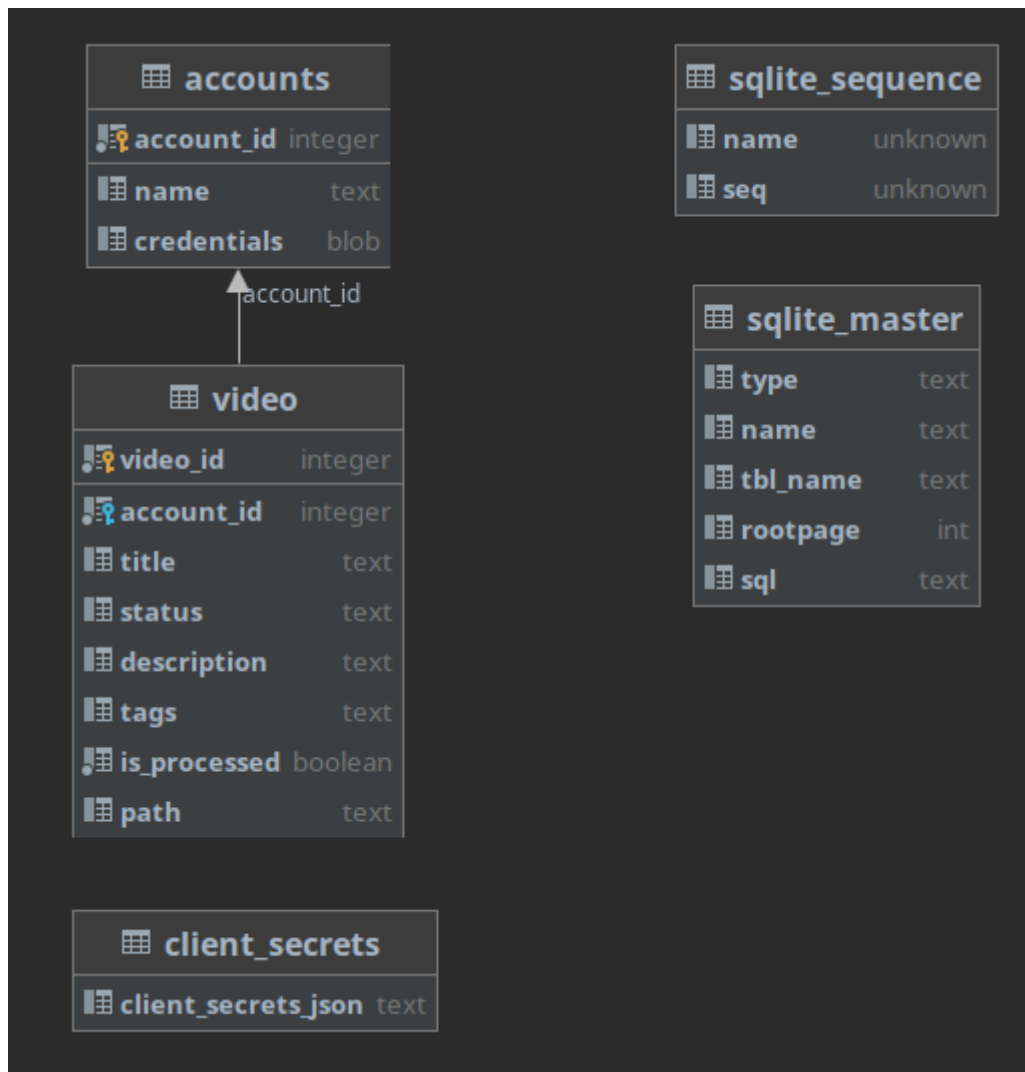 accounts
account_id integer
name text
credentials blob
account_id
video
video_id integer
account_id integer
title text
status text
description text
tags text
is_processed boolean
path text
client_secrets
client_secrets_json text
sqlite_sequence
name unknown
seq unknown
sqlite_master
type text
name text
tbl_name text
rootpage int
sql text